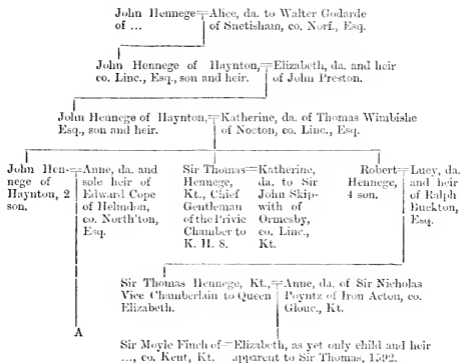 John Hennege=Alice, da. to Walter Godarde
of ... of Snetisham, co. Norf., Esq.
John Hennege of Haynton,=Elizabeth, da. and heir
co. Linc., Esq., son and heir. of John Preston.
John Hennege of Haynton,=Katherine, da. of Thomas Wimbishe
Esq., son and heir. of Nocton, co. Linc., Esq.
John Hen-=Anne, da. and
nege of sole heir of
Haynton, 2 Edward Cope
son. of Helmdon,
co. North'ton,
Esq.
Sir Thomas=Katherine,
Hennege, da. to Sir
Kt., Chief John Skip-
Gentleman with of
of the Privie Ormesby,
Chamber to co. Linc.,
K. H. 8. Kt.
Robert=Lucy, da.
Hennege, and heir
4 son. of Ralph
Buckton,
Esq.
Sir Thomas Hennege, Kt.,=Anne, da. of Sir Nicholas
Vice Chamberlain to Queen Poyntz of Iron Acton, co.
Elizabeth. Glouc., Kt.
A
Sir Moyle Finch of=Elizabeth, as yet only child and heir
..., co. Kent, Kt. apparent to Sir Thomas, 1592.